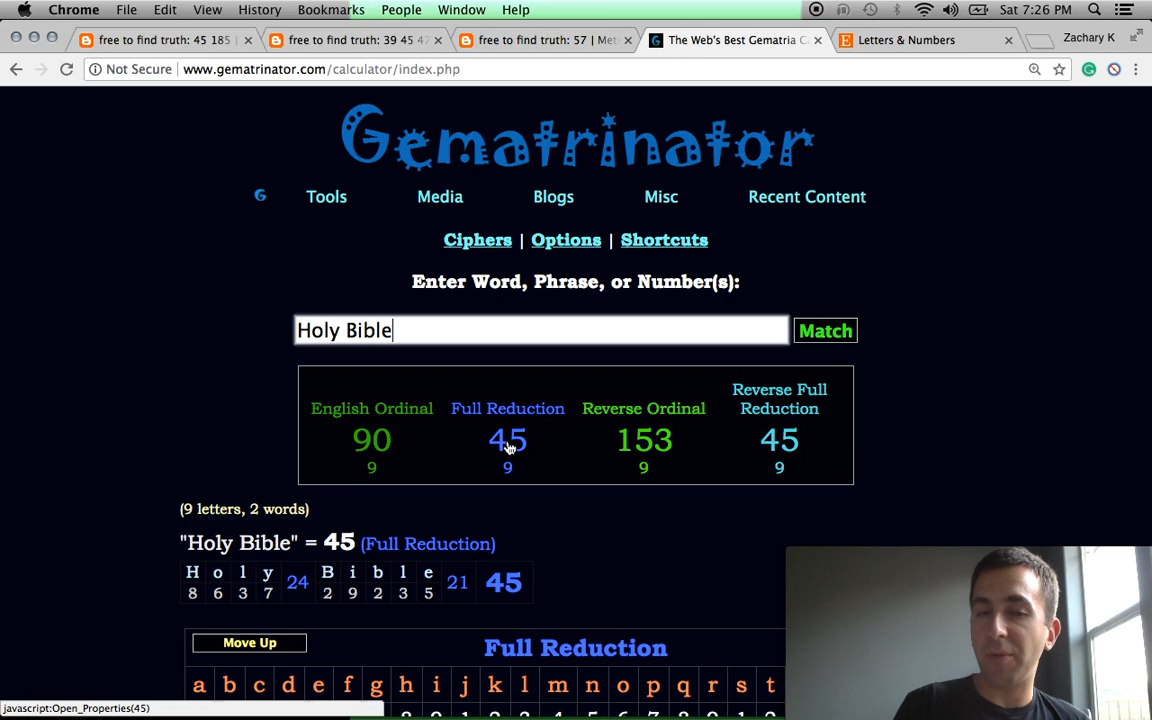 Chrome File Edit View History Bookmarks People Window Help Sat 7:26 PM
free to find truth: 45 185 free to find truth: 39 45 47 free to find truth: 57 | Met The Web's Best Gematria C Letters & Numbers Zachary K
Not Secure www.gematrinator.com/calculator/index.php
Gematrinator
G Tools Media Blogs Misc Recent Content
Ciphers | Options | Shortcuts
Enter Word, Phrase, or Number(s):
Holy Bible Match
English Ordinal Full Reduction Reverse Ordinal Reverse Full Reduction
90 45 153 45
9 9 9 9
(9 letters, 2 words)
"Holy Bible" = 45 (Full Reduction)
H o l y 24 B i b l e 21 45
8 6 3 7 2 9 2 3 5
Move Up Full Reduction
a b c d e f g h i j k l m n o p q r s t
javascript:Open_Properties(45)